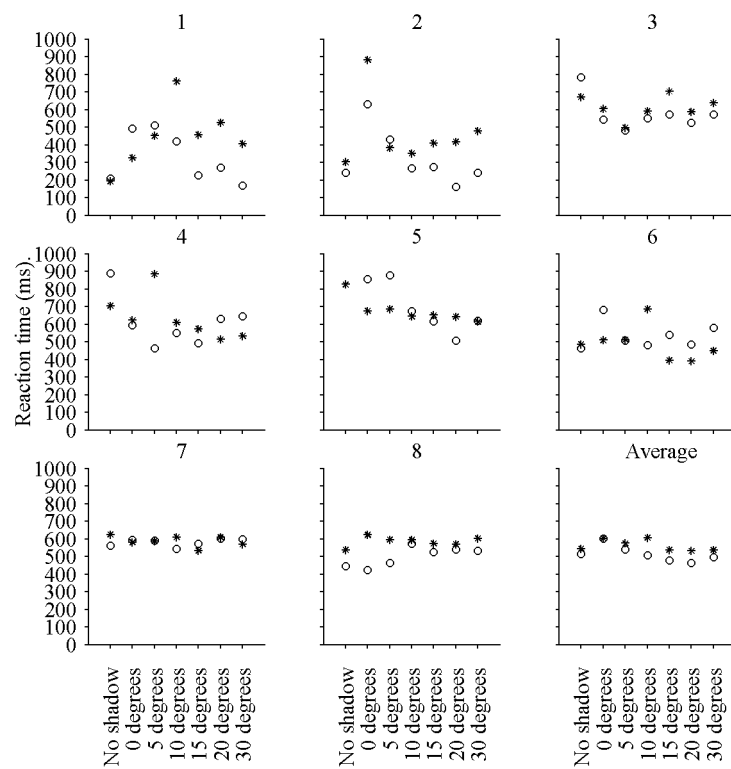 1 2 3
1000
900
800
700
600
500
400
300
200
100
0
4 5 6
1000
900
800
700
600
500
400
300
200
100
0
Reaction time (ms).
7 8 Average
1000
900
800
700
600
500
400
300
200
100
0
No shadow
0 degrees
5 degrees
10 degrees
15 degrees
20 degrees
30 degrees
No shadow
0 degrees
5 degrees
10 degrees
15 degrees
20 degrees
30 degrees
No shadow
0 degrees
5 degrees
10 degrees
15 degrees
20 degrees
30 degrees